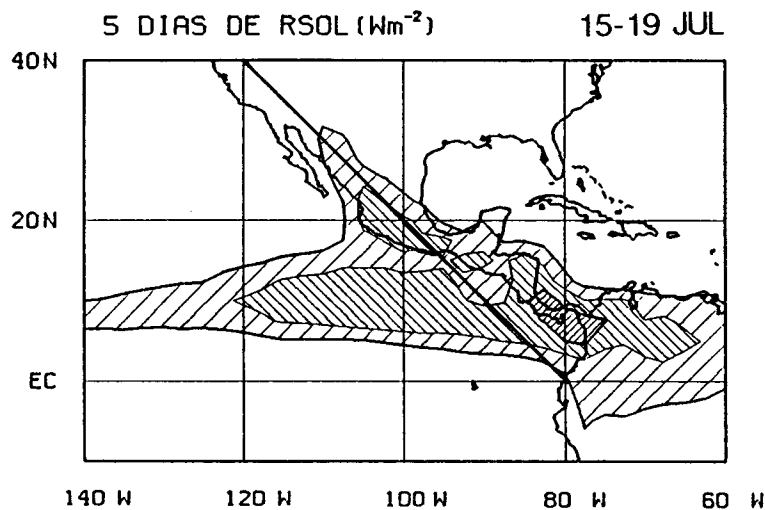 5 DIAS DE RSOL (Wm⁻²) 15-19 JUL
40N
20N
EC
140 W 120 W 100 W 80 W 60 W